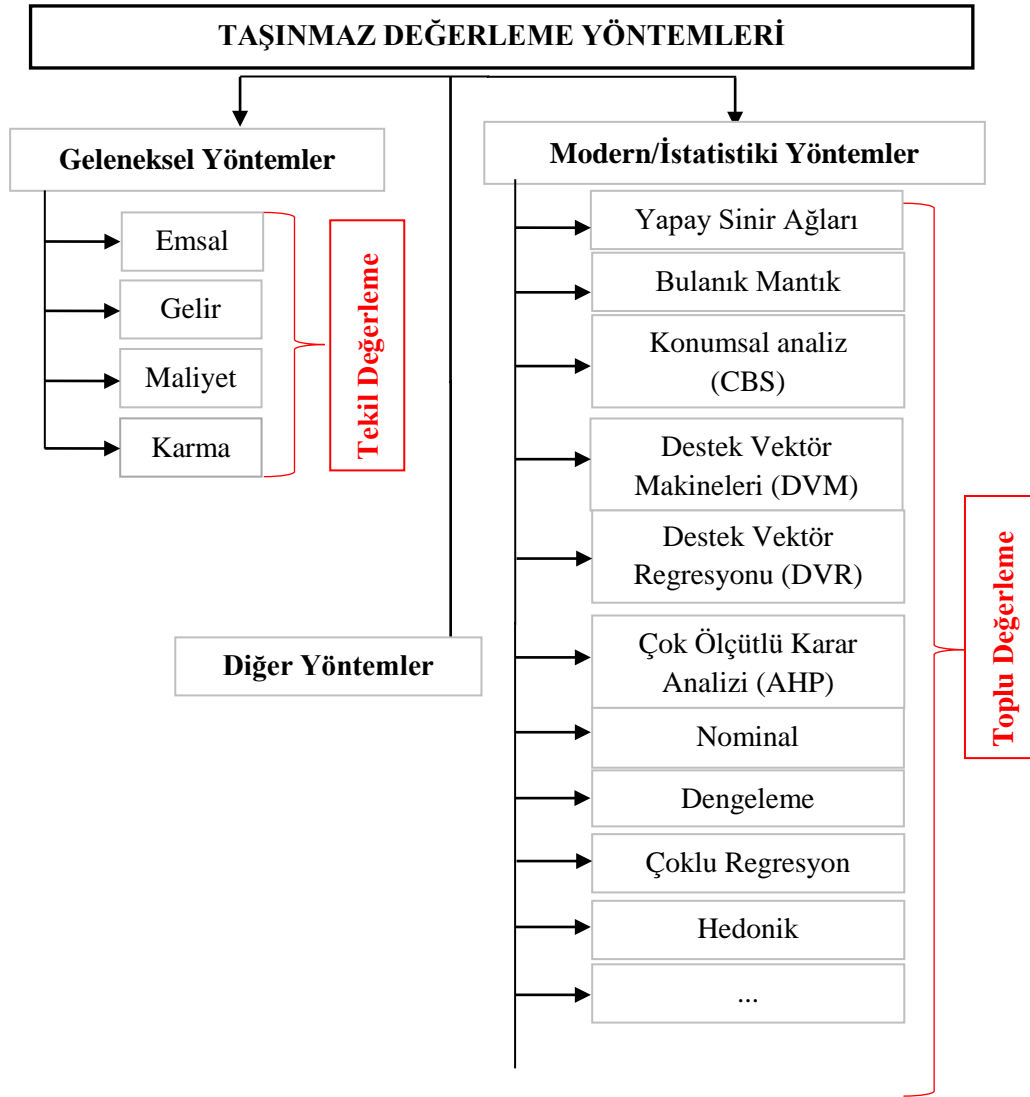 TAŞINMAZ DEĞERLEME YÖNTEMLERİ
Geleneksel Yöntemler
Emsal
Gelir
Maliyet
Karma
Tekil Değerleme
Diğer Yöntemler
Modern/İstatistiki Yöntemler
Yapay Sinir Ağları
Bulanık Mantık
Konumsal analiz
(CBS)
Destek Vektör
Makineleri (DVM)
Destek Vektör
Regresyonu (DVR)
Çok Ölçütlü Karar
Analizi (AHP)
Nominal
Dengeleme
Çoklu Regresyon
Hedonik
...
Toplu Değerleme